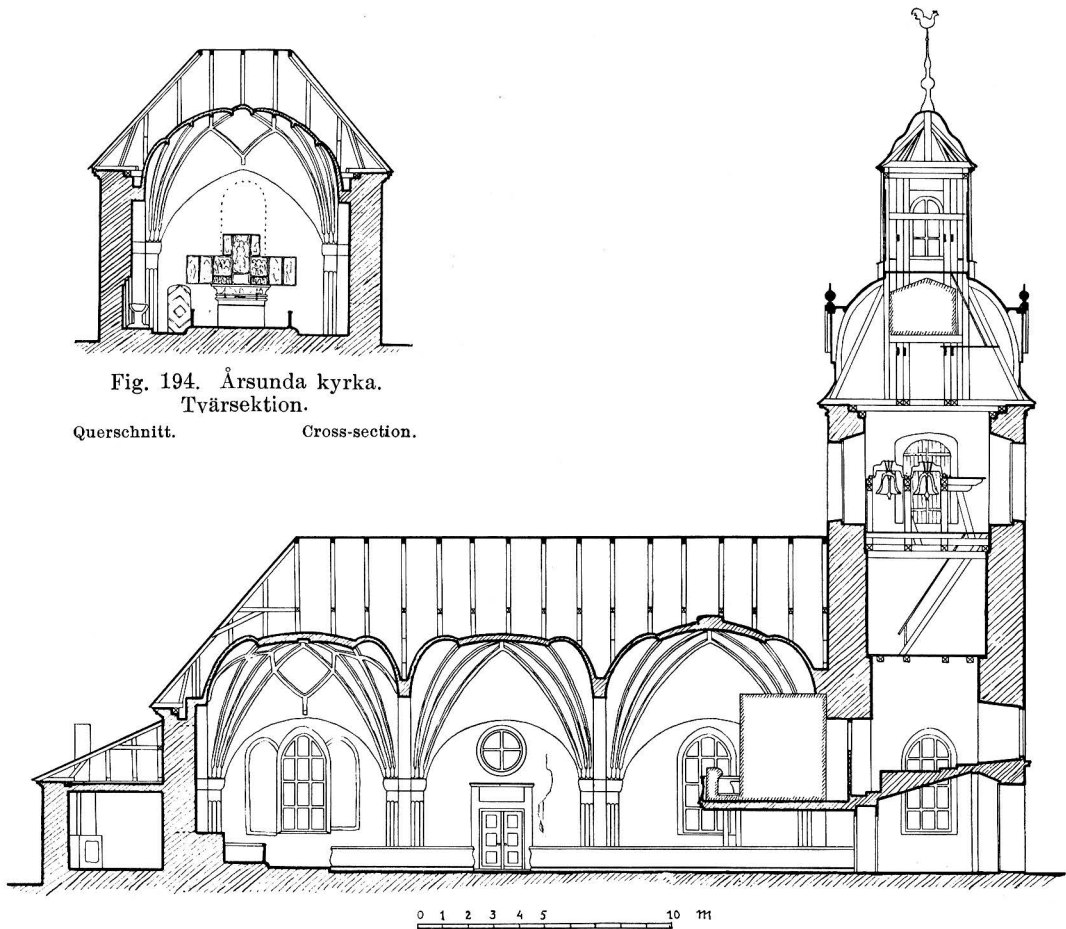 Fig. 194. Årsunda kyrka.
Tvärsektion.
Querschnitt. Cross-section.
0 1 2 3 4 5 10 m